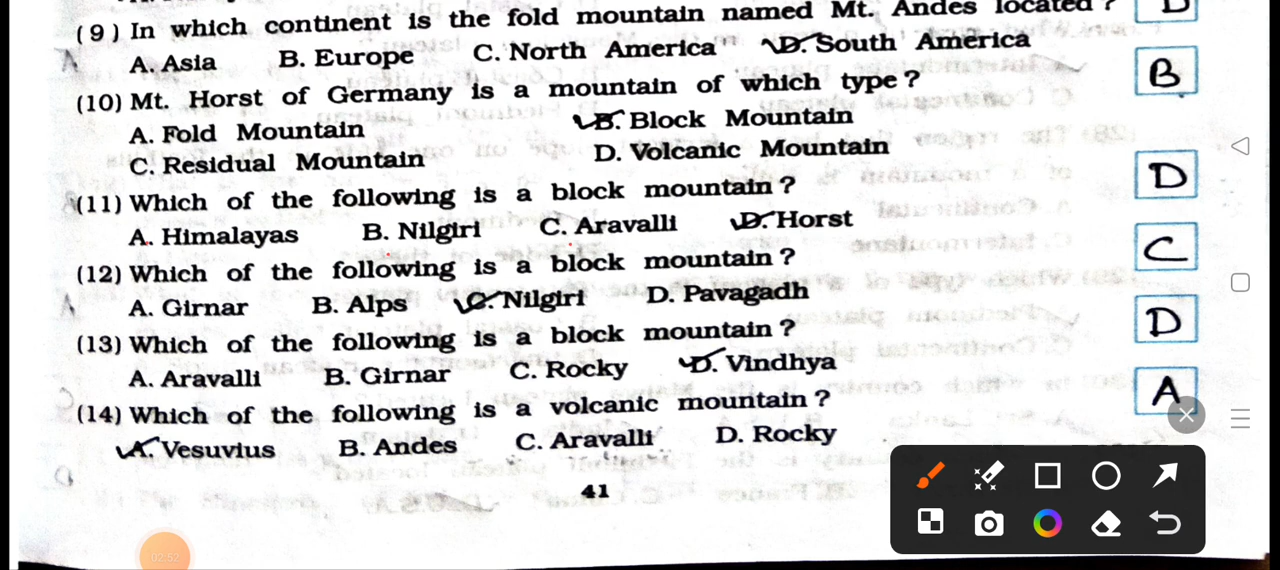 (9) In which continent is the fold mountain named Mt. Andes located ? D
A. Asia B. Europe C. North America D. South America
(10) Mt. Horst of Germany is a mountain of which type ? B
A. Fold Mountain B. Block Mountain
C. Residual Mountain D. Volcanic Mountain
(11) Which of the following is a block mountain ? D
A. Himalayas B. Nilgiri C. Aravalli D. Horst
(12) Which of the following is a block mountain ? C
A. Girnar B. Alps C. Nilgiri D. Pavagadh
(13) Which of the following is a block mountain ? D
A. Aravalli B. Girnar C. Rocky D. Vindhya
(14) Which of the following is a volcanic mountain ? A
A. Vesuvius B. Andes C. Aravalli D. Rocky
41
02:52